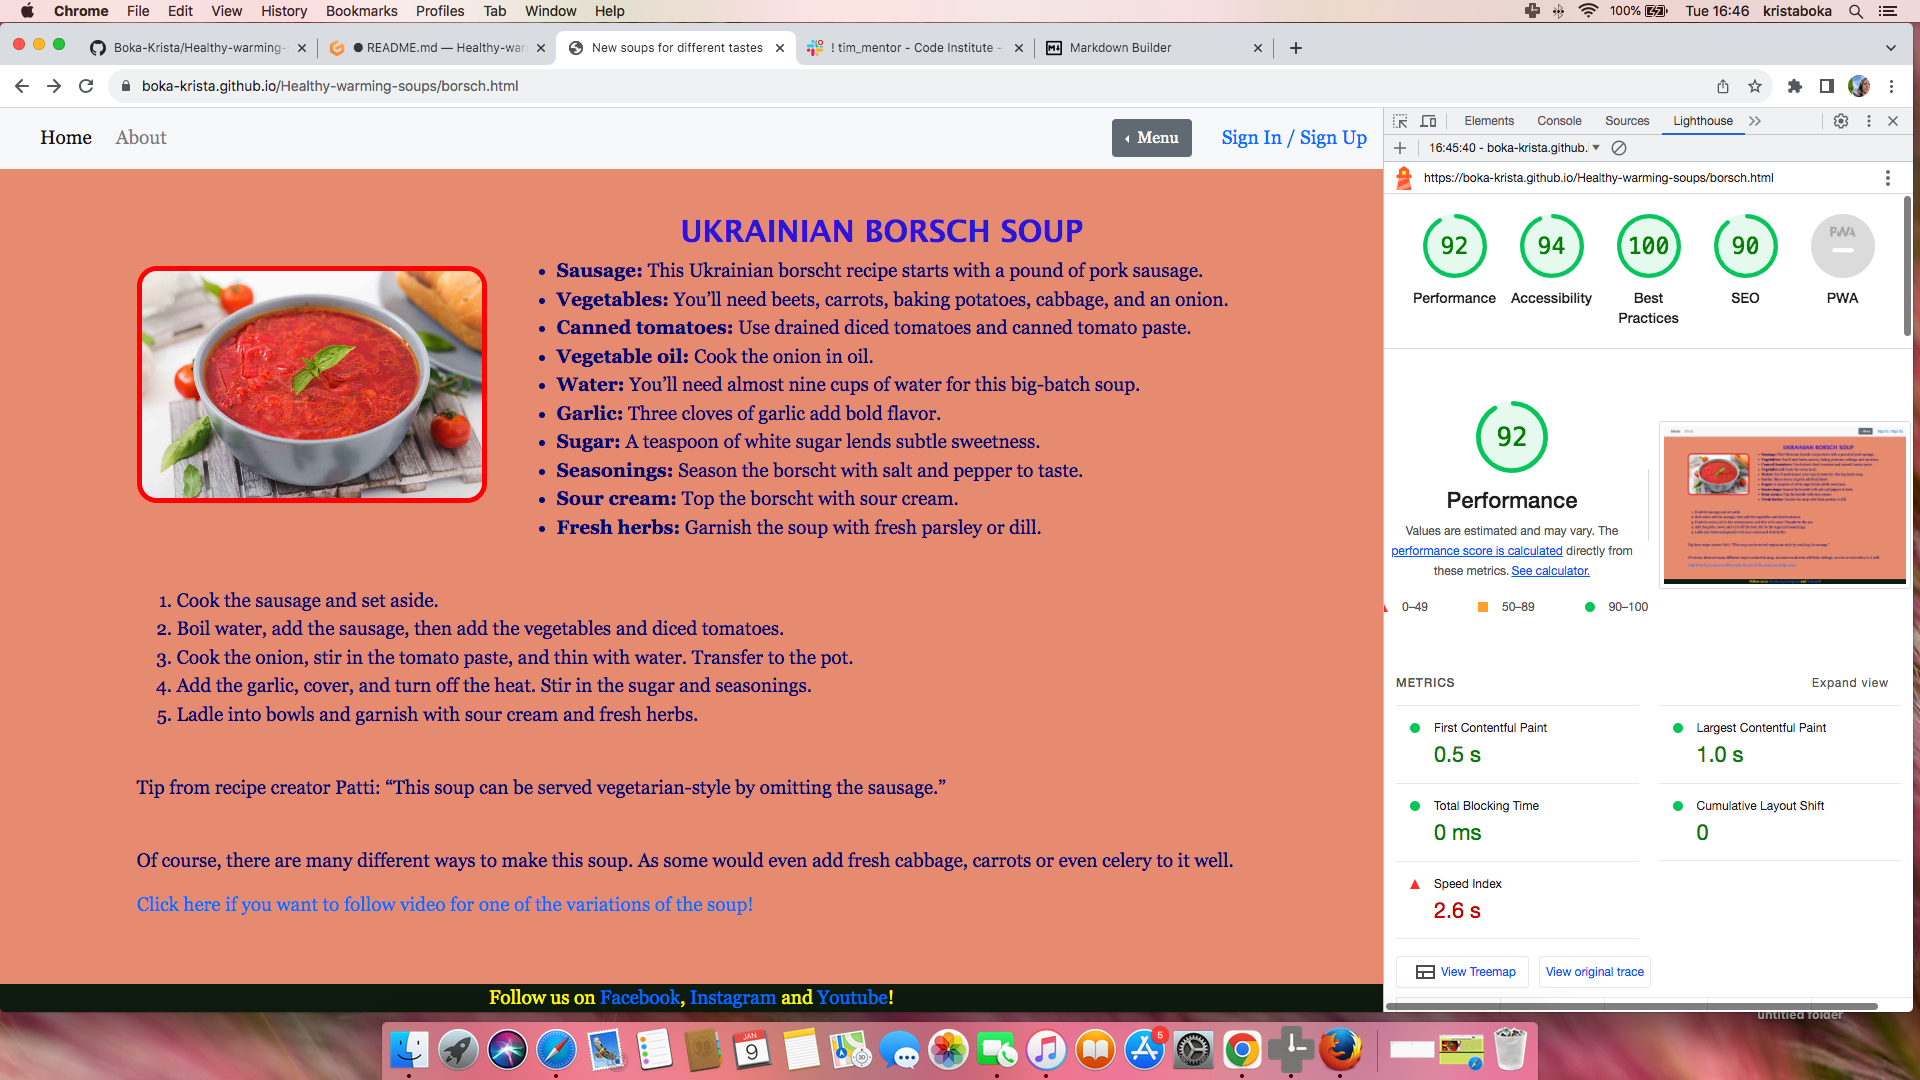 Chrome File Edit View History Bookmarks Profiles Tab Window Help 100% Tue 16:46 kristaboka
Boka-Krista/Healthy-warming- README.md — Healthy-war New soups for different tastes ! tim_mentor - Code Institute - Markdown Builder
boka-krista.github.io/Healthy-warming-soups/borsch.html
Home About Menu Sign In / Sign Up
UKRAINIAN BORSCH SOUP
Sausage: This Ukrainian borscht recipe starts with a pound of pork sausage.
Vegetables: You’ll need beets, carrots, baking potatoes, cabbage, and an onion.
Canned tomatoes: Use drained diced tomatoes and canned tomato paste.
Vegetable oil: Cook the onion in oil.
Water: You’ll need almost nine cups of water for this big-batch soup.
Garlic: Three cloves of garlic add bold flavor.
Sugar: A teaspoon of white sugar lends subtle sweetness.
Seasonings: Season the borscht with salt and pepper to taste.
Sour cream: Top the borscht with sour cream.
Fresh herbs: Garnish the soup with fresh parsley or dill.
1. Cook the sausage and set aside.
2. Boil water, add the sausage, then add the vegetables and diced tomatoes.
3. Cook the onion, stir in the tomato paste, and thin with water. Transfer to the pot.
4. Add the garlic, cover, and turn off the heat. Stir in the sugar and seasonings.
5. Ladle into bowls and garnish with sour cream and fresh herbs.
Tip from recipe creator Patti: “This soup can be served vegetarian-style by omitting the sausage.”
Of course, there are many different ways to make this soup. As some would even add fresh cabbage, carrots or even celery to it well.
Click here if you want to follow video for one of the variations of the soup!
Follow us on Facebook, Instagram and Youtube!
Elements Console Sources Lighthouse
16:45:40 - boka-krista.github.
https://boka-krista.github.io/Healthy-warming-soups/borsch.html
92 94 100 90 PWA
Performance Accessibility Best Practices SEO PWA
92
Performance
Values are estimated and may vary. The
performance score is calculated directly from
these metrics. See calculator.
0–49 50–89 90–100
METRICS Expand view
First Contentful Paint Largest Contentful Paint
0.5 s 1.0 s
Total Blocking Time Cumulative Layout Shift
0 ms 0
Speed Index
2.6 s
View Treemap View original trace
untitled folder
JAN
9
3D
5